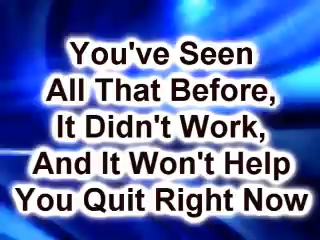 You've Seen
All That Before,
It Didn't Work,
And It Won't Help
You Quit Right Now